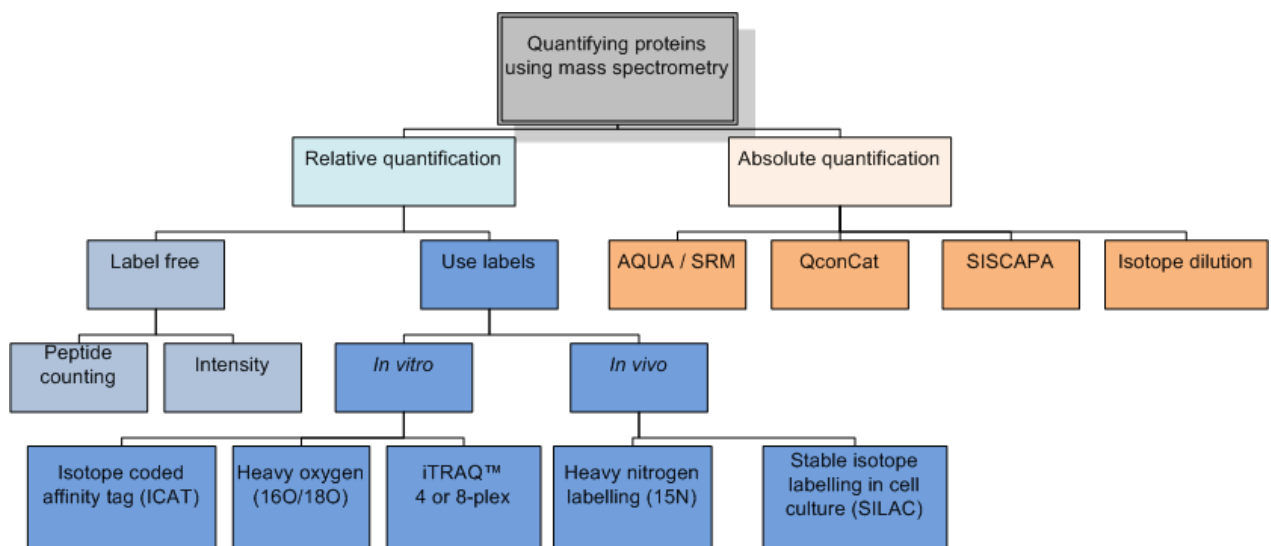 Quantifying proteins
using mass spectrometry
Relative quantification
Absolute quantification
Label free
Use labels
AQUA / SRM
QconCat
SISCAPA
Isotope dilution
Peptide
counting
Intensity
In vitro
In vivo
Isotope coded
affinity tag (ICAT)
Heavy oxygen
(16O/18O)
iTRAQ™
4 or 8-plex
Heavy nitrogen
labelling (15N)
Stable isotope
labelling in cell
culture (SILAC)